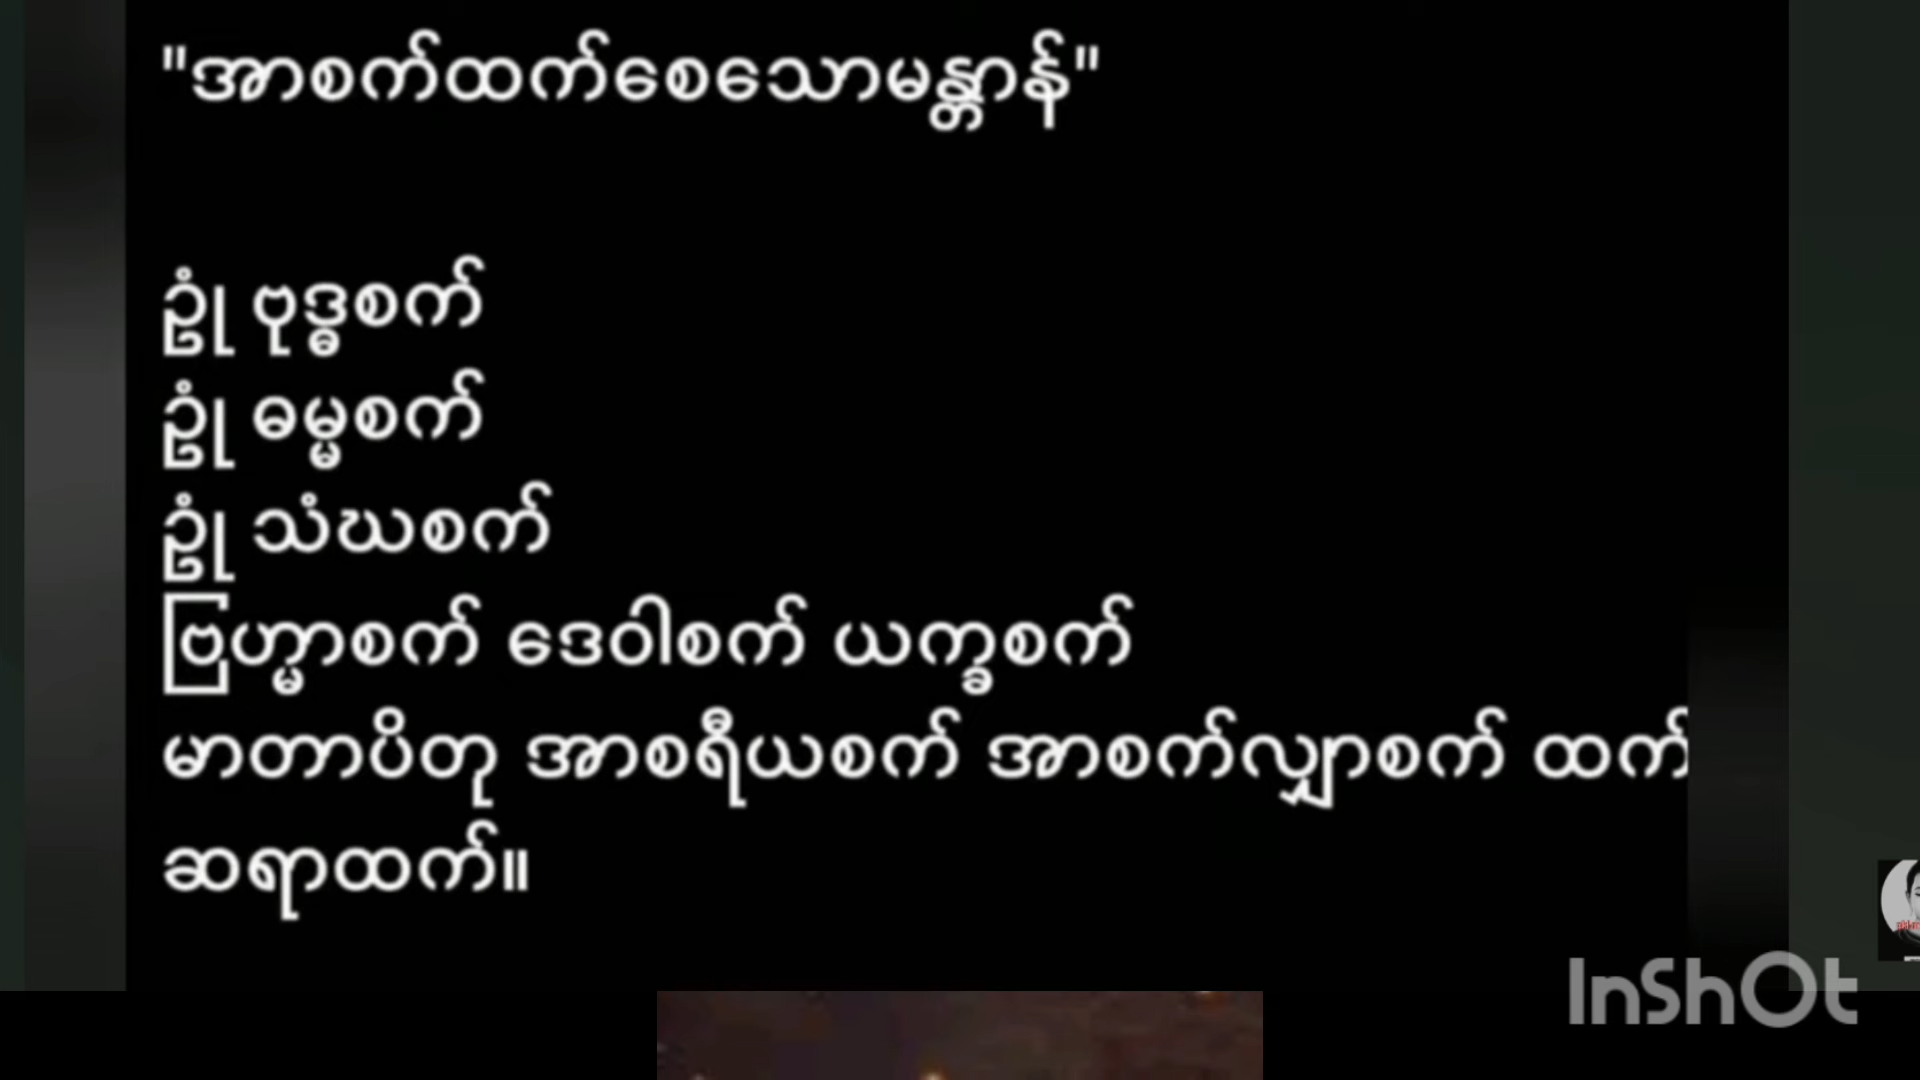 "အာစက်ထက်စေသောမန္တာန်"
ဥုံ ဗုဒ္ဓစက်
ဥုံ ဓမ္မစက်
ဥုံ သံဃစက်
ဗြဟ္မာစက် ဒေဝါစက် ယက္ခစက်
မာတာပိတု အာစရီယစက် အာစက်လျှာစက် ထက်
ဆရာထက်။
InShOt